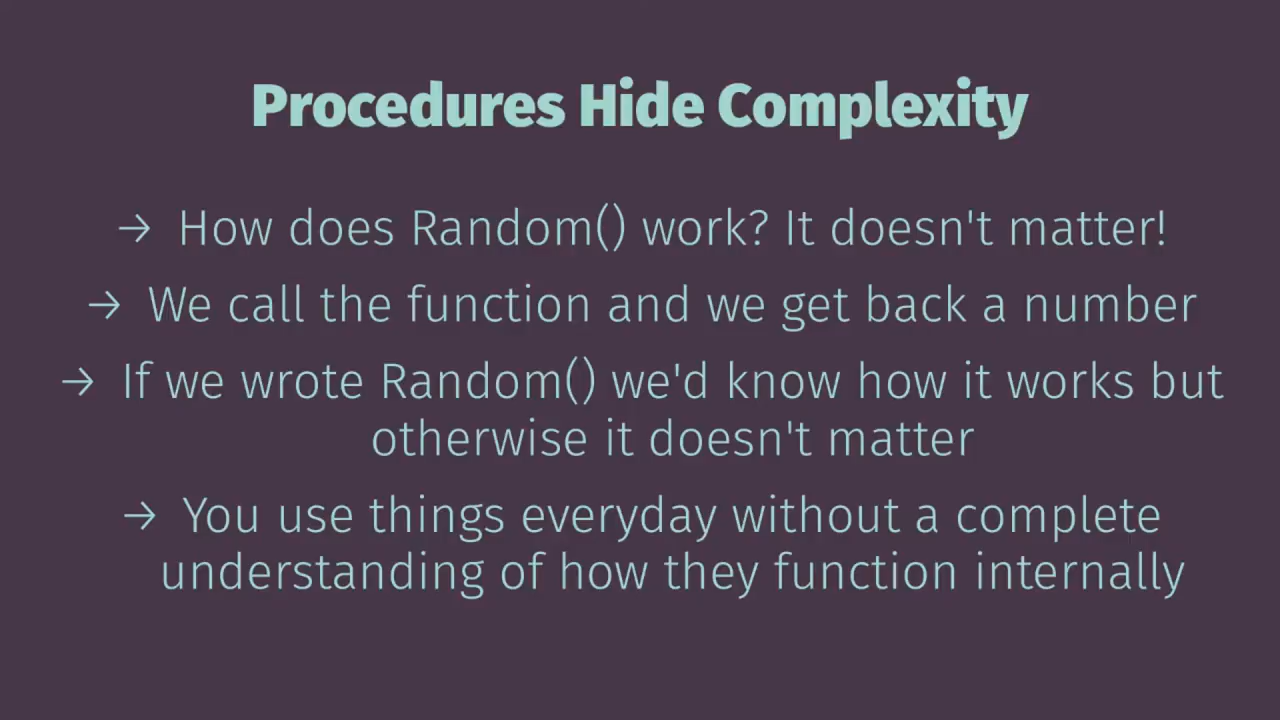 Procedures Hide Complexity
→ How does Random() work? It doesn't matter!
→ We call the function and we get back a number
→ If we wrote Random() we'd know how it works but
otherwise it doesn't matter
→ You use things everyday without a complete
understanding of how they function internally